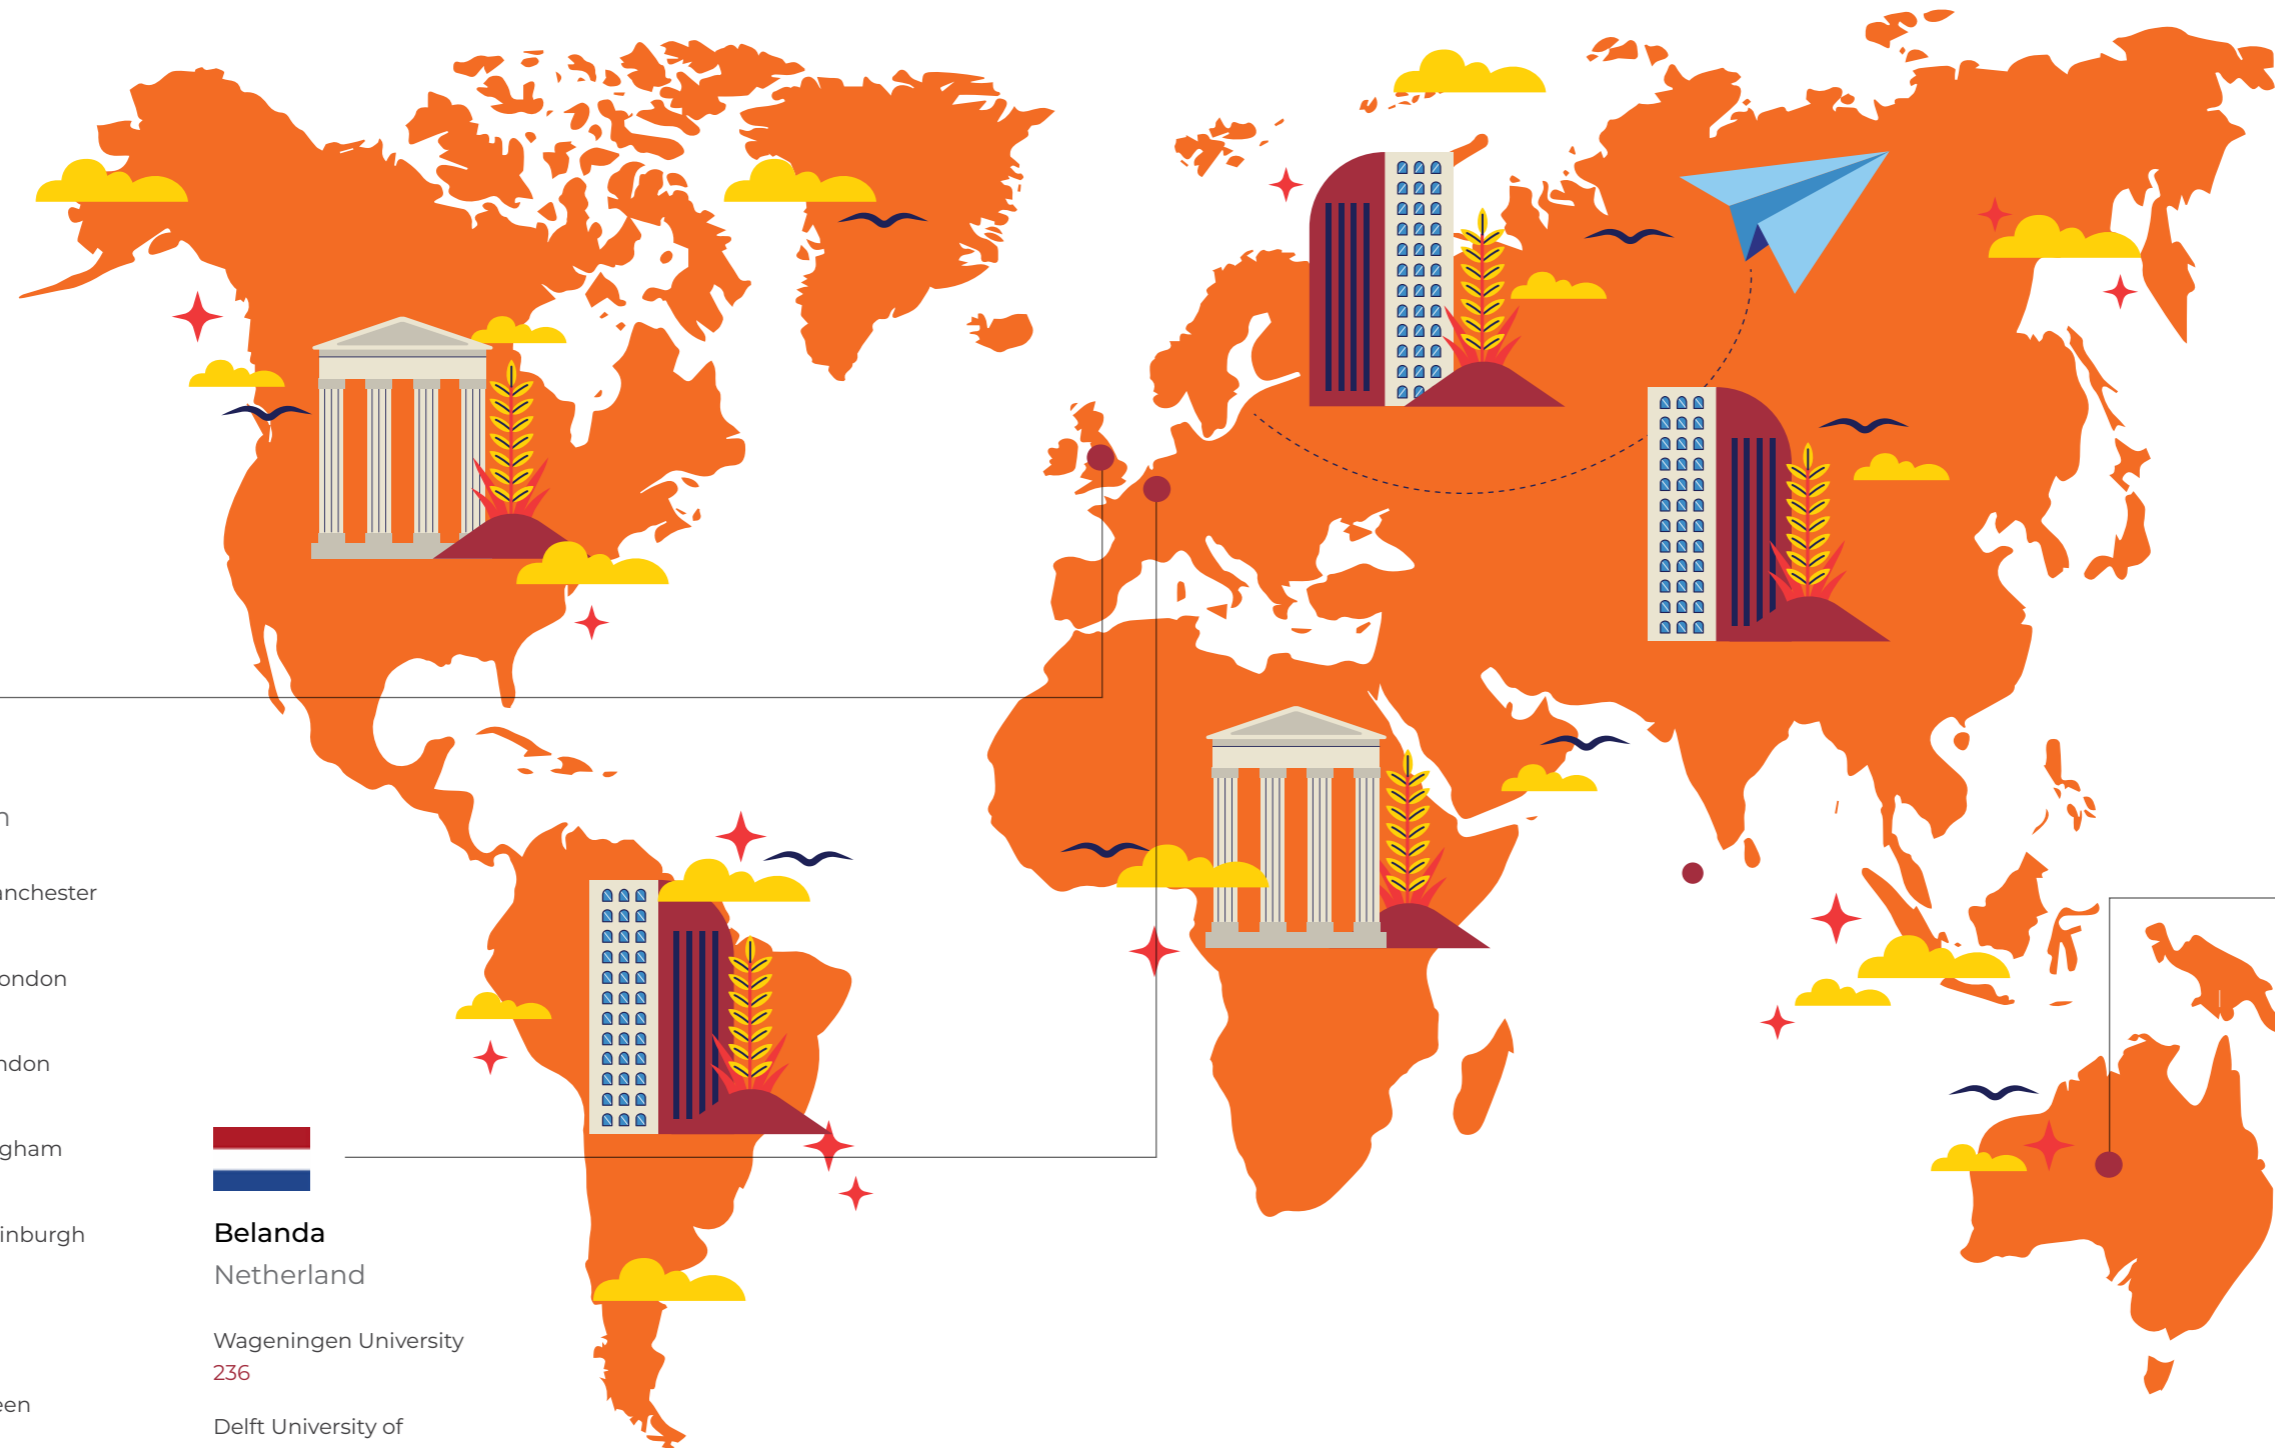 n
anchester
ondon
ndon
gham
inburgh
een
Belanda
Netherland
Wageningen University
236
Delft University of